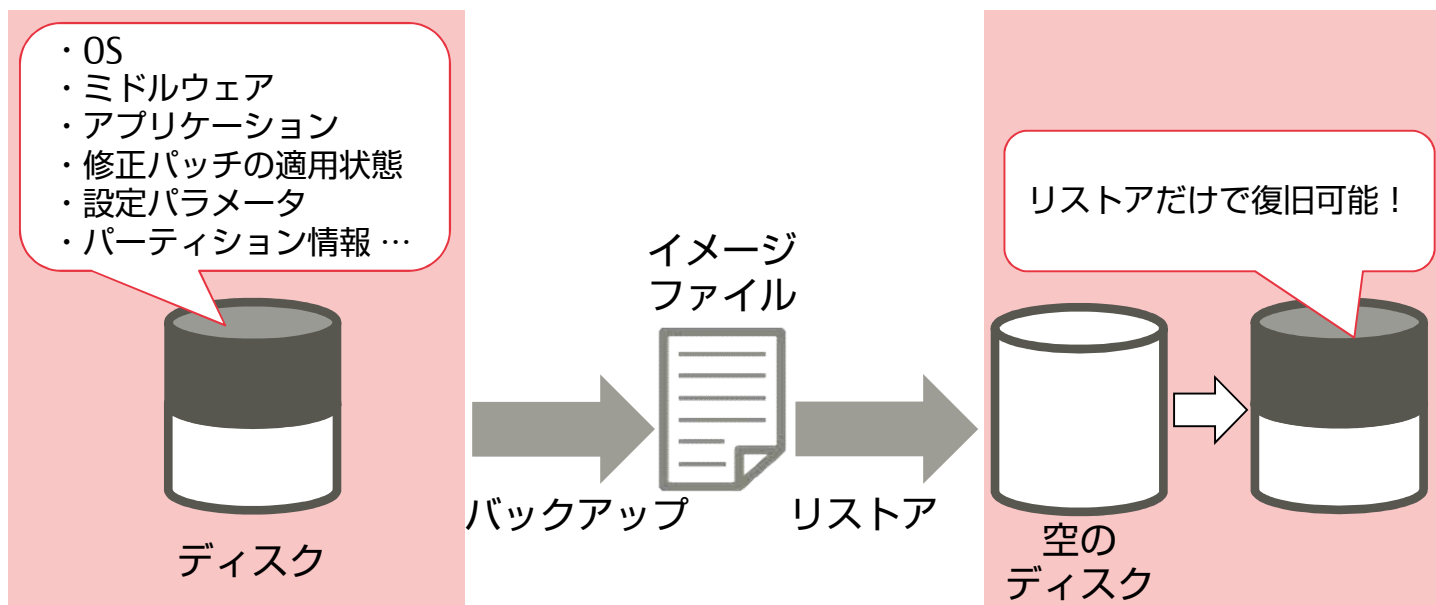 ・OS
・ミドルウェア
・アプリケーション
・修正パッチの適用状態
・設定パラメータ
・パーティション情報 …
ディスク
バックアップ
イメージ
ファイル
リストア
空の
ディスク
リストアだけで復旧可能！